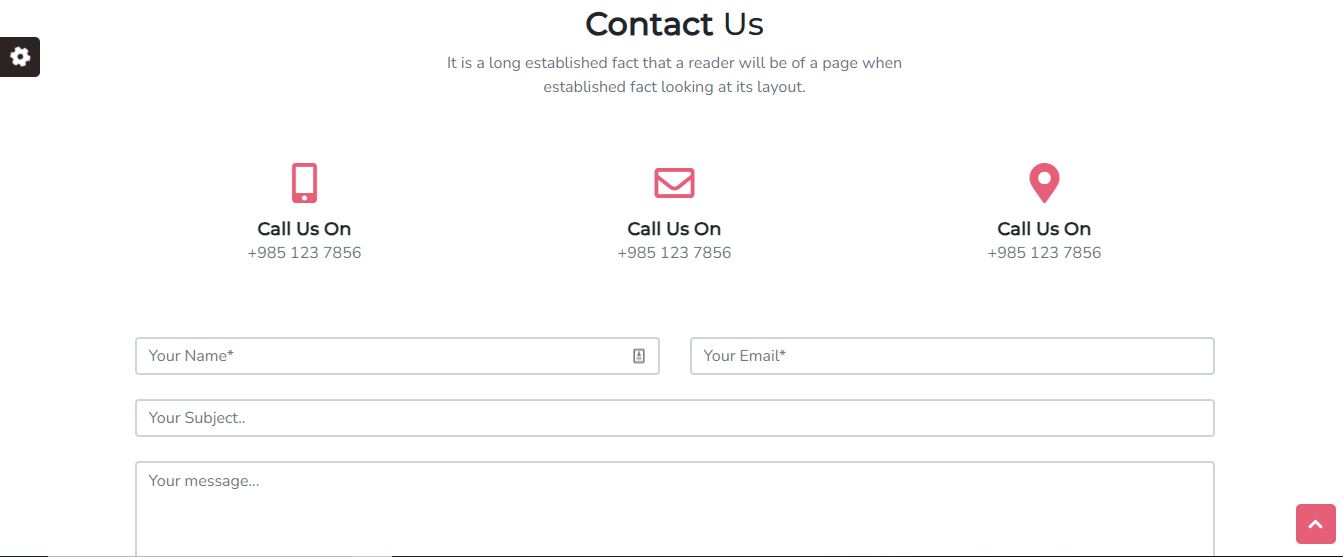 Contact Us
It is a long established fact that a reader will be of a page when
established fact looking at its layout.
Call Us On
+985 123 7856
Call Us On
+985 123 7856
Call Us On
+985 123 7856
Your Name*
Your Email*
Your Subject..
Your message...